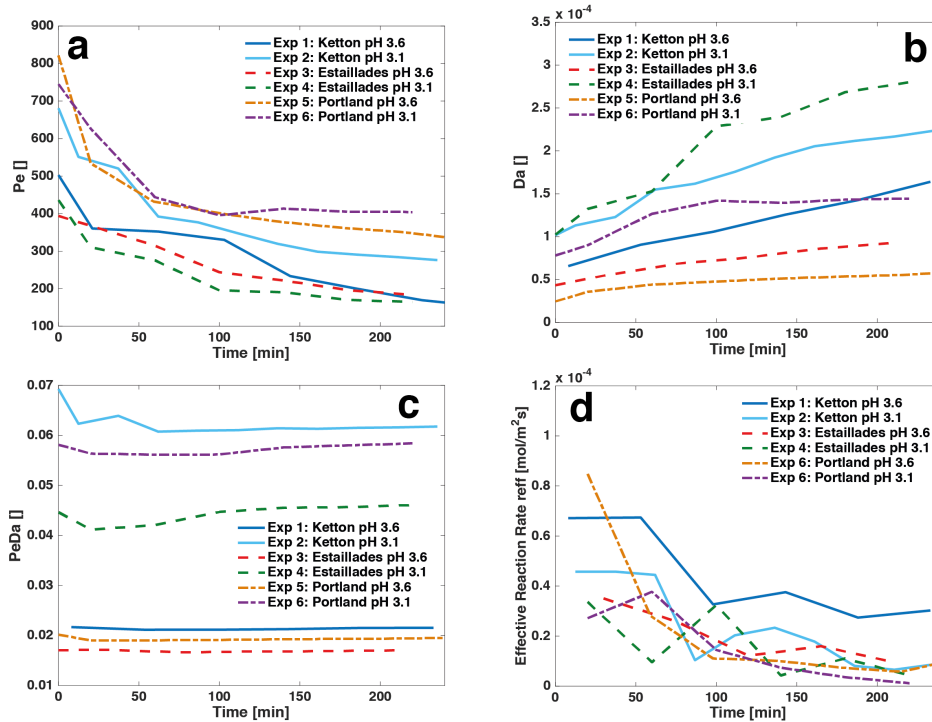 a
900
800
700
600
500
400
300
200
100
Pe []
0
50
100
150
200
Time [min]
Exp 1: Ketton pH 3.6
Exp 2: Ketton pH 3.1
Exp 3: Estaillades pH 3.6
Exp 4: Estaillades pH 3.1
Exp 5: Portland pH 3.6
Exp 6: Portland pH 3.1
b
x 10⁻⁴
3.5
3
2.5
2
1.5
1
0.5
0
Da []
0
50
100
150
200
Time [min]
Exp 1: Ketton pH 3.6
Exp 2: Ketton pH 3.1
Exp 3: Estaillades pH 3.6
Exp 4: Estaillades pH 3.1
Exp 5: Portland pH 3.6
Exp 6: Portland pH 3.1
c
0.07
0.06
0.05
0.04
0.03
0.02
0.01
PeDa []
0
50
100
150
200
Time [min]
Exp 1: Ketton pH 3.6
Exp 2: Ketton pH 3.1
Exp 3: Estaillades pH 3.6
Exp 4: Estaillades pH 3.1
Exp 5: Portland pH 3.6
Exp 6: Portland pH 3.1
d
x 10⁻⁴
1.2
1
0.8
0.6
0.4
0.2
0
Effective Reaction Rate reff [mol/m²s]
0
50
100
150
200
Time [min]
Exp 1: Ketton pH 3.6
Exp 2: Ketton pH 3.1
Exp 3: Estaillades pH 3.6
Exp 4: Estaillades pH 3.1
Exp 6: Portland pH 3.6
Exp 6: Portland pH 3.1